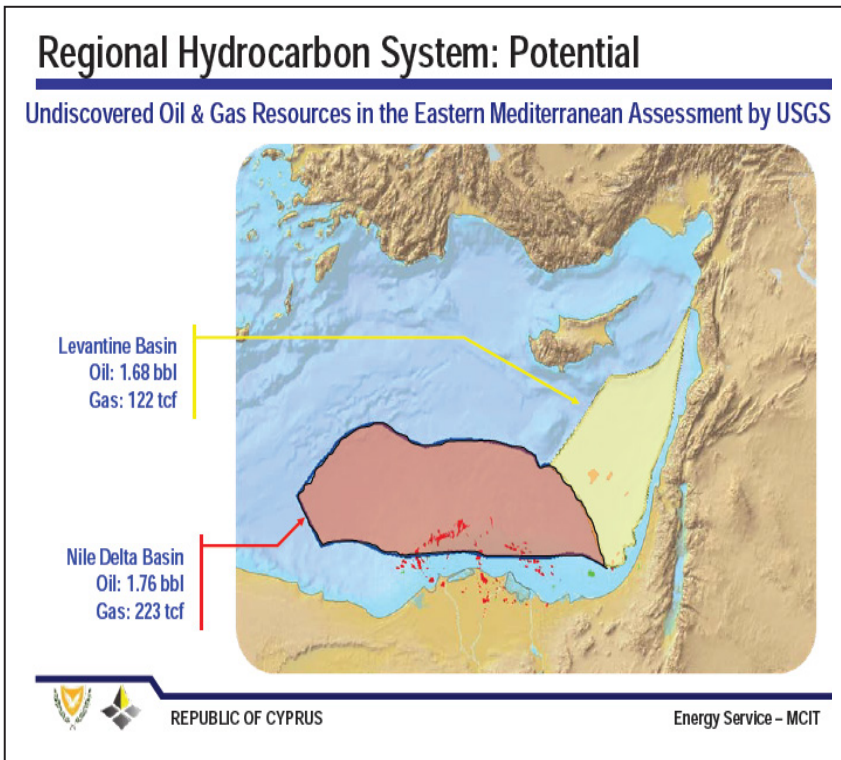 Regional Hydrocarbon System: Potential
Undiscovered Oil & Gas Resources in the Eastern Mediterranean Assessment by USGS
Levantine Basin
Oil: 1.68 bbl
Gas: 122 tcf
Nile Delta Basin
Oil: 1.76 bbl
Gas: 223 tcf
REPUBLIC OF CYPRUS
Energy Service – MCIT